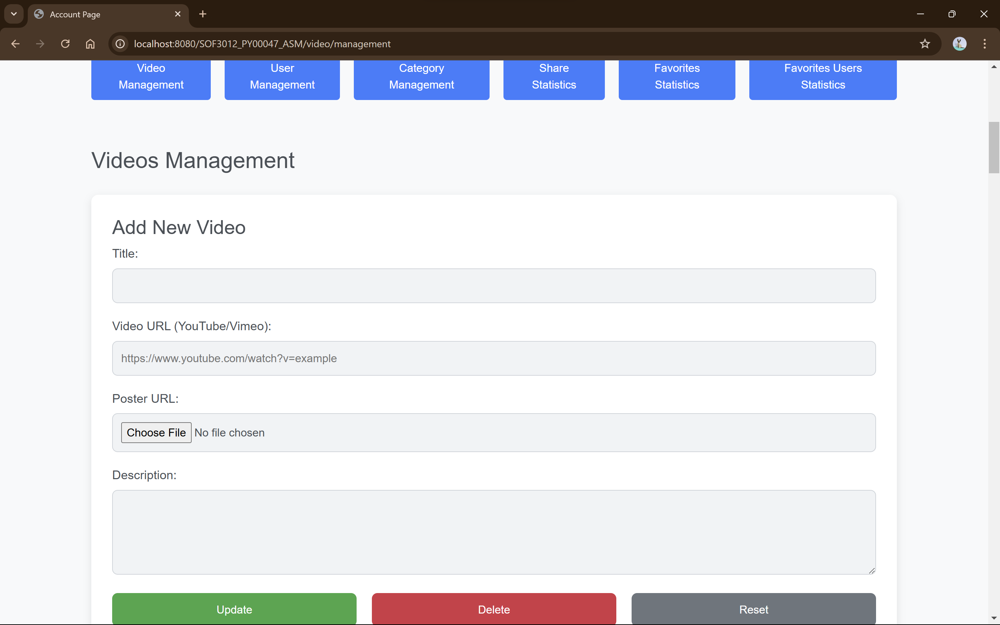 Account Page
localhost:8080/SOF3012_PY00047_ASM/video/management
Video
Management
User
Management
Category
Management
Share
Statistics
Favorites
Statistics
Favorites Users
Statistics
Videos Management
Add New Video
Title:
Video URL (YouTube/Vimeo):
https://www.youtube.com/watch?v=example
Poster URL:
Choose File No file chosen
Description:
Update
Delete
Reset